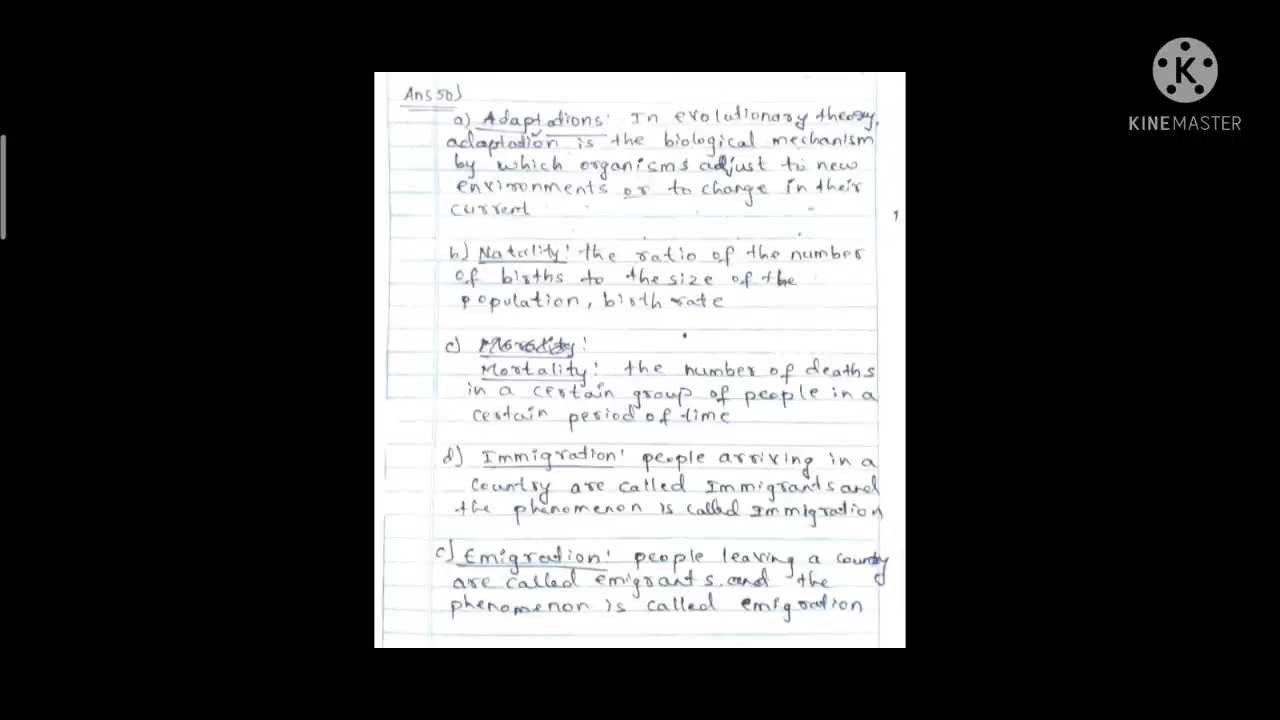 Ans 50)
a) Adaptations: In evolationary theory,
adaptation is the biological mechanism
by which organisms adjust to new
environments or to change in their
current
b) Natality: the ratio of the number
of births to the size of the
population, birth rate
c)
Mortality: the number of deaths
in a certain group of people in a
certain period of time
d) Immigration: people arriving in a
country are called Immigrants and
the phenomenon is called Immigration
c) Emigration: people leaving a country
are called emigrants. and the
phenomenon is called emigration
KINEMASTER